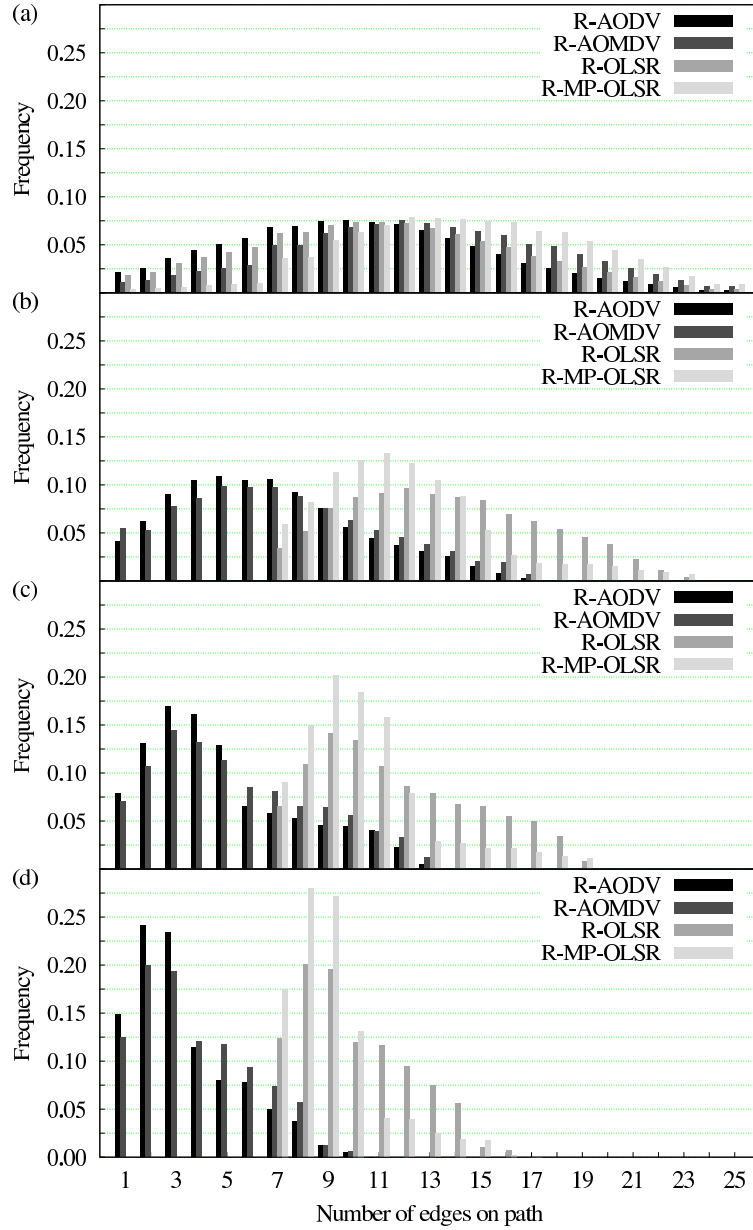 (a)
R-AODV
R-AOMDV
R-OLSR
R-MP-OLSR
0.25
0.20
0.15
0.10
0.05
Frequency
(b)
R-AODV
R-AOMDV
R-OLSR
R-MP-OLSR
0.25
0.20
0.15
0.10
0.05
Frequency
(c)
R-AODV
R-AOMDV
R-OLSR
R-MP-OLSR
0.25
0.20
0.15
0.10
0.05
Frequency
(d)
R-AODV
R-AOMDV
R-OLSR
R-MP-OLSR
0.25
0.20
0.15
0.10
0.05
0.00
Frequency
1 3 5 7 9 11 13 15 17 19 21 23 25
Number of edges on path